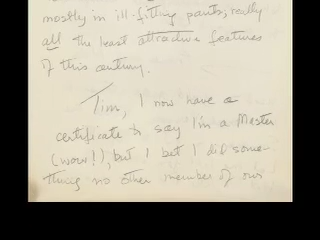 mostly in ill-fitting pants; really
all the least attractive features
of this century.
Tim, I now have a
certificate to say I'm a Master
(wow!), but I bet I did some-
thing no other member of our